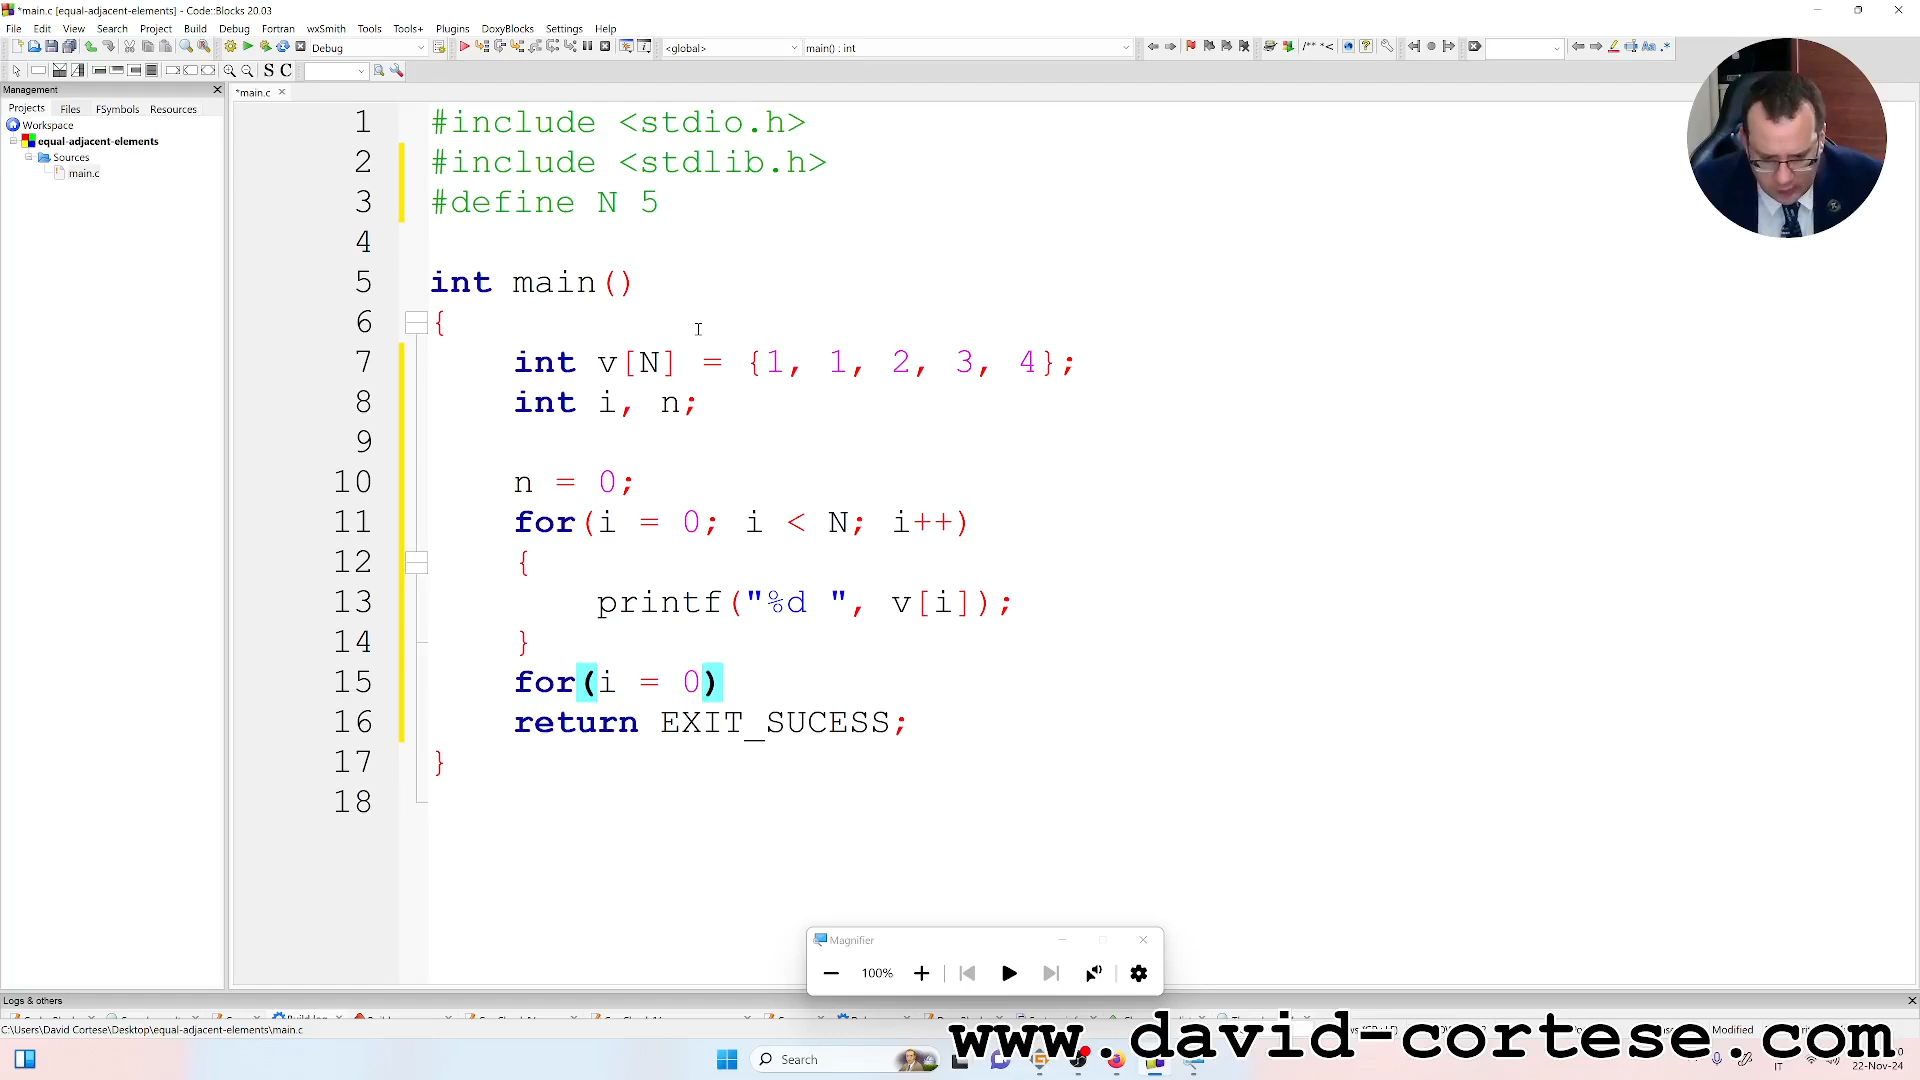 *main.c [equal-adjacent-elements] - Code::Blocks 20.03
File Edit View Search Project Build Debug Fortran wxSmith Tools Tools+ Plugins DoxyBlocks Settings Help
Debug <global> main() : int
S C
Management
Projects Files FSymbols Resources
Workspace
equal-adjacent-elements
Sources
main.c
*main.c
1 #include <stdio.h>
2 #include <stdlib.h>
3 #define N 5
4
5 int main()
6 {
7 int v[N] = {1, 1, 2, 3, 4};
8 int i, n;
9
10 n = 0;
11 for(i = 0; i < N; i++)
12 {
13 printf("%d ", v[i]);
14 }
15 for(i = 0)
16 return EXIT_SUCESS;
17 }
18
Magnifier
100%
Logs & others
C:\Users\David Cortese\Desktop\equal-adjacent-elements\main.c
Modified
www.david-cortese.com
Search
IT
22-Nov-24